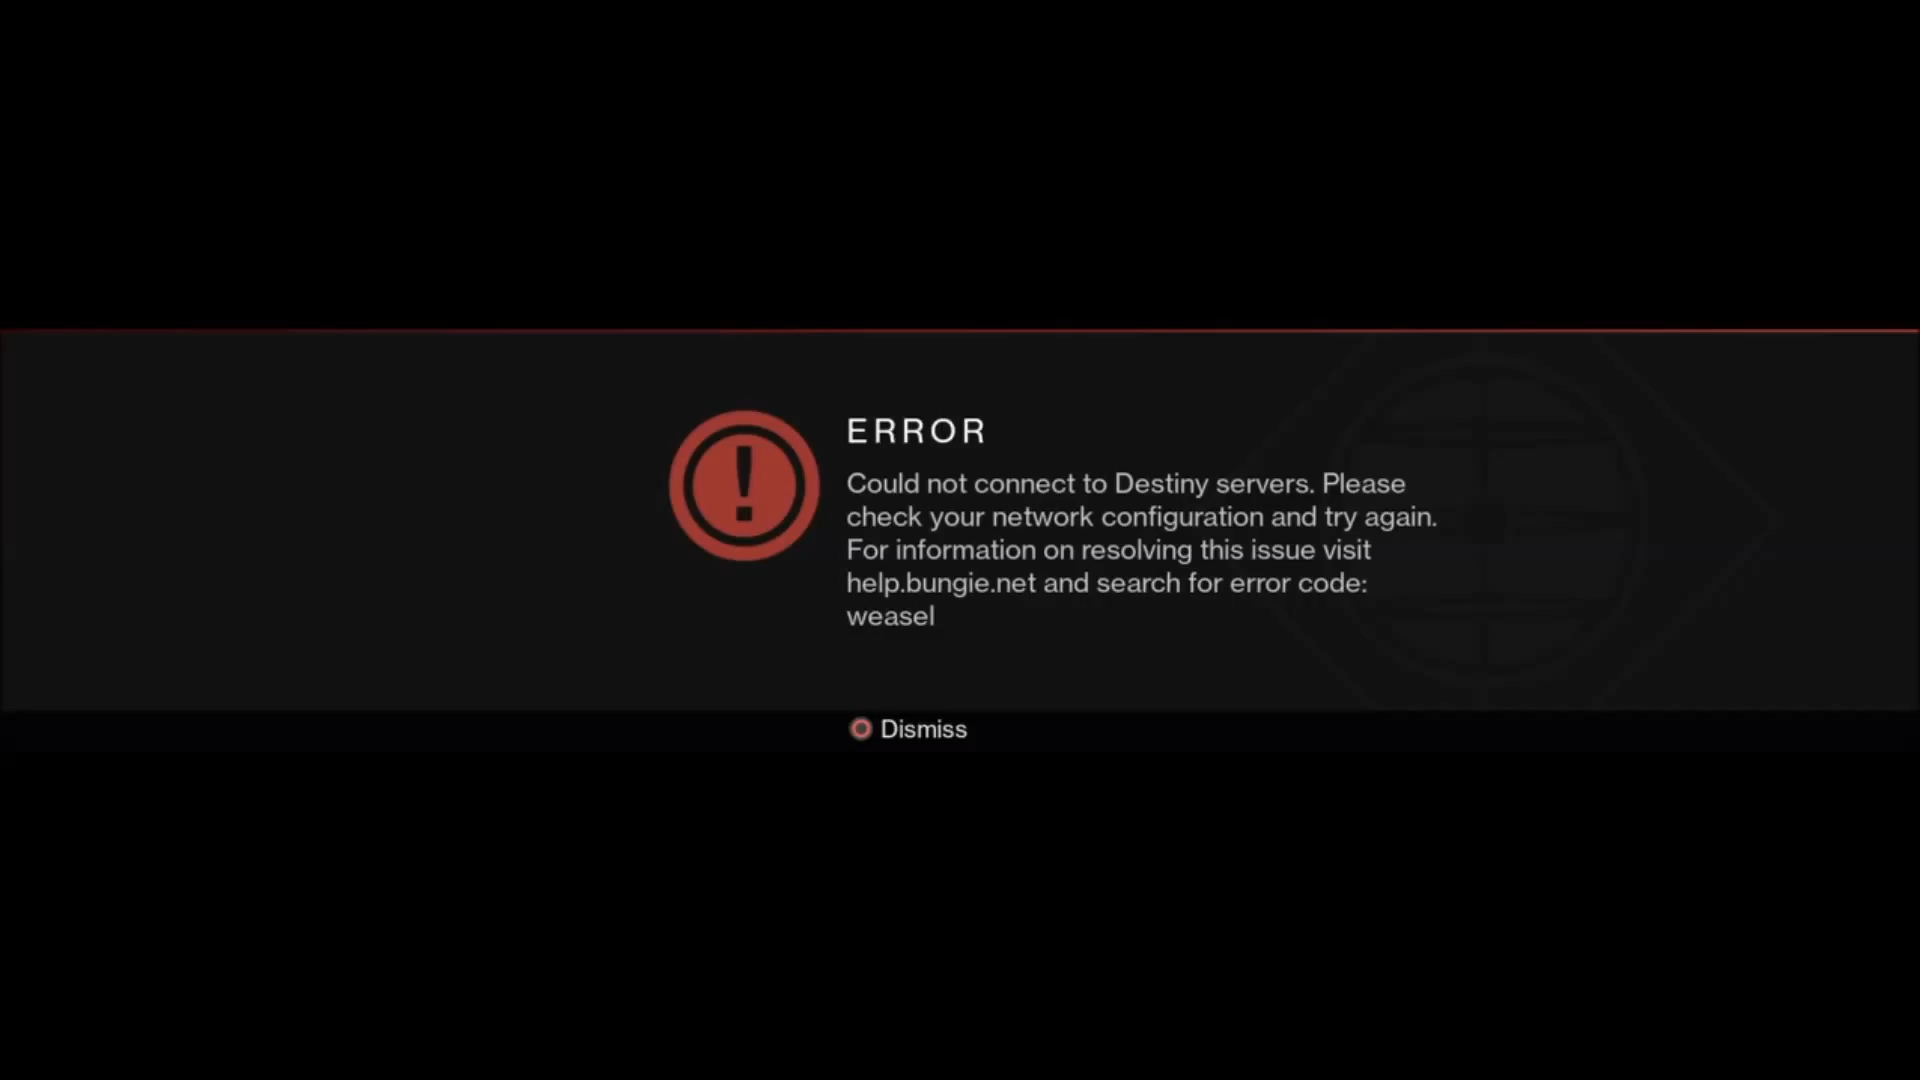 ERROR
Could not connect to Destiny servers. Please
check your network configuration and try again.
For information on resolving this issue visit
help.bungie.net and search for error code:
weasel
Dismiss